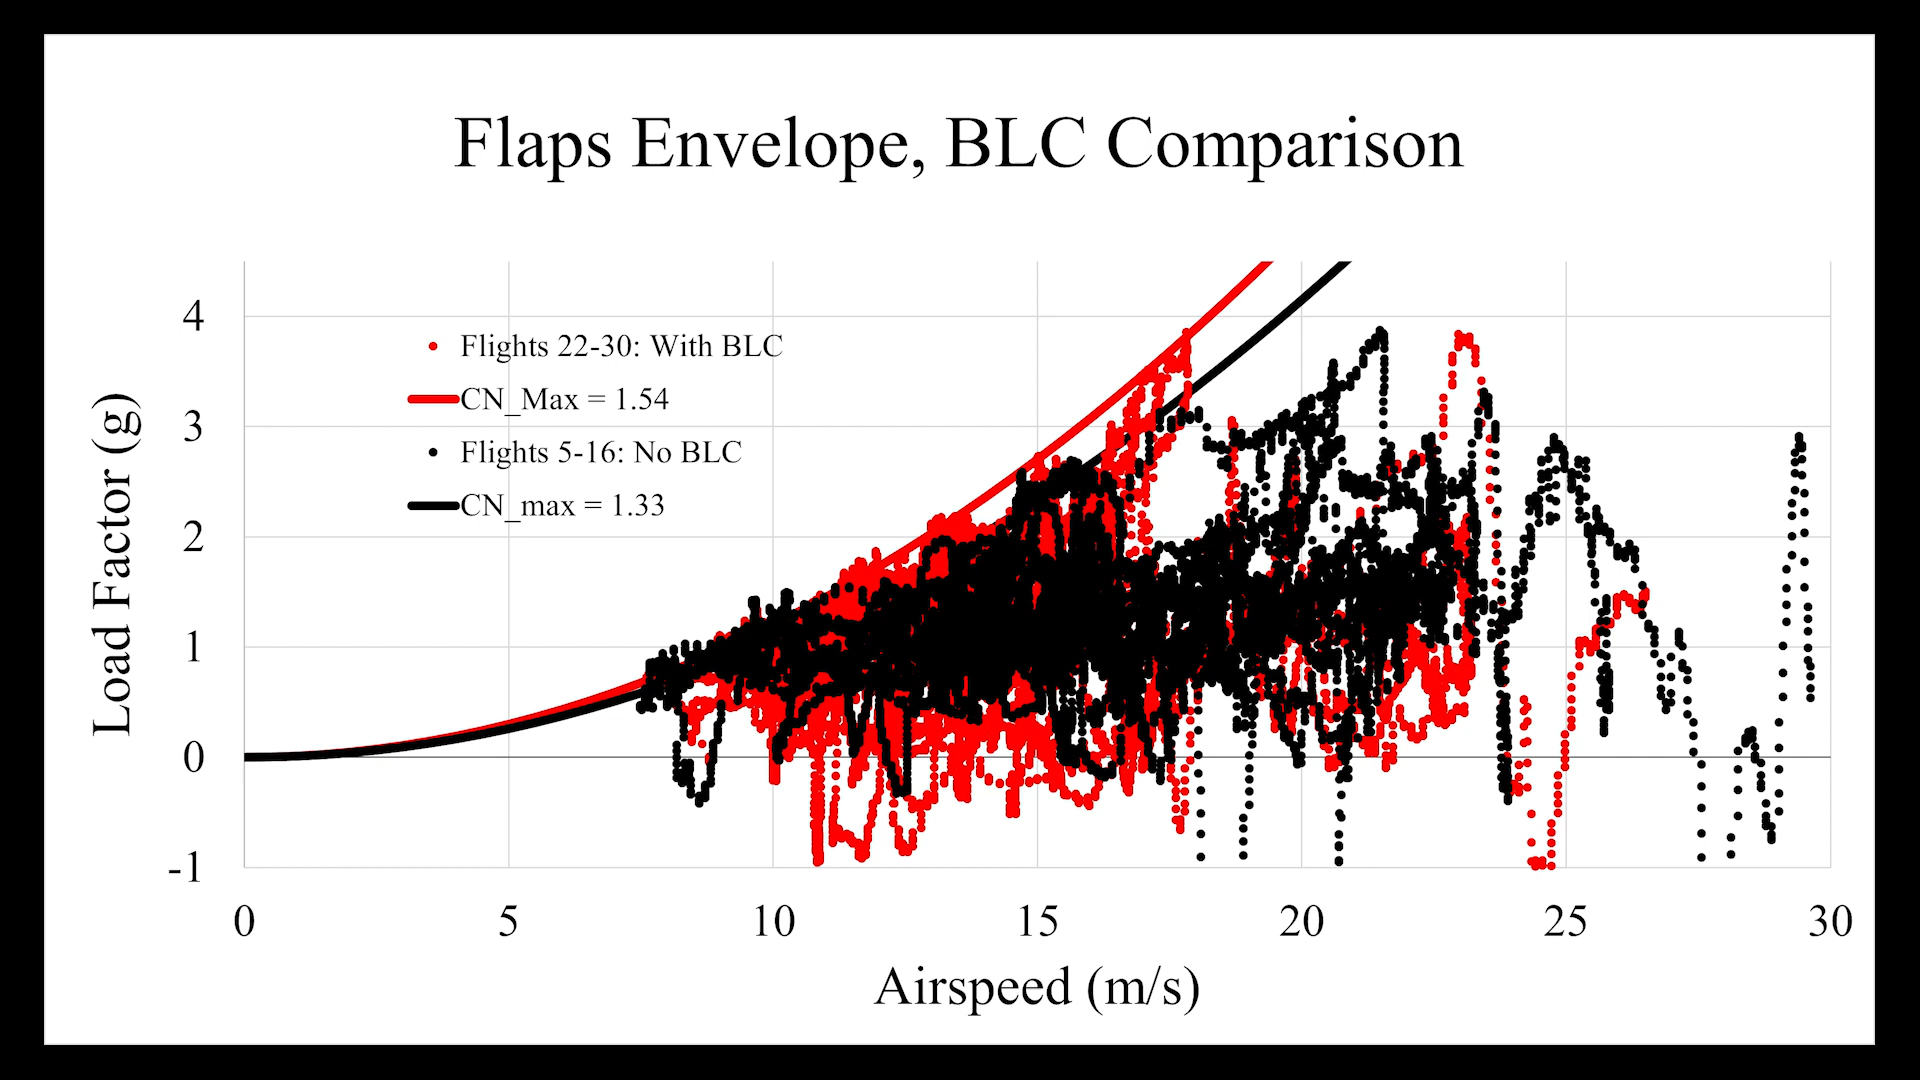 Flaps Envelope, BLC Comparison
Flights 22-30: With BLC
CN_Max = 1.54
Flights 5-16: No BLC
CN_max = 1.33
Load Factor (g)
4
3
2
1
0
-1
0 5 10 15 20 25 30
Airspeed (m/s)